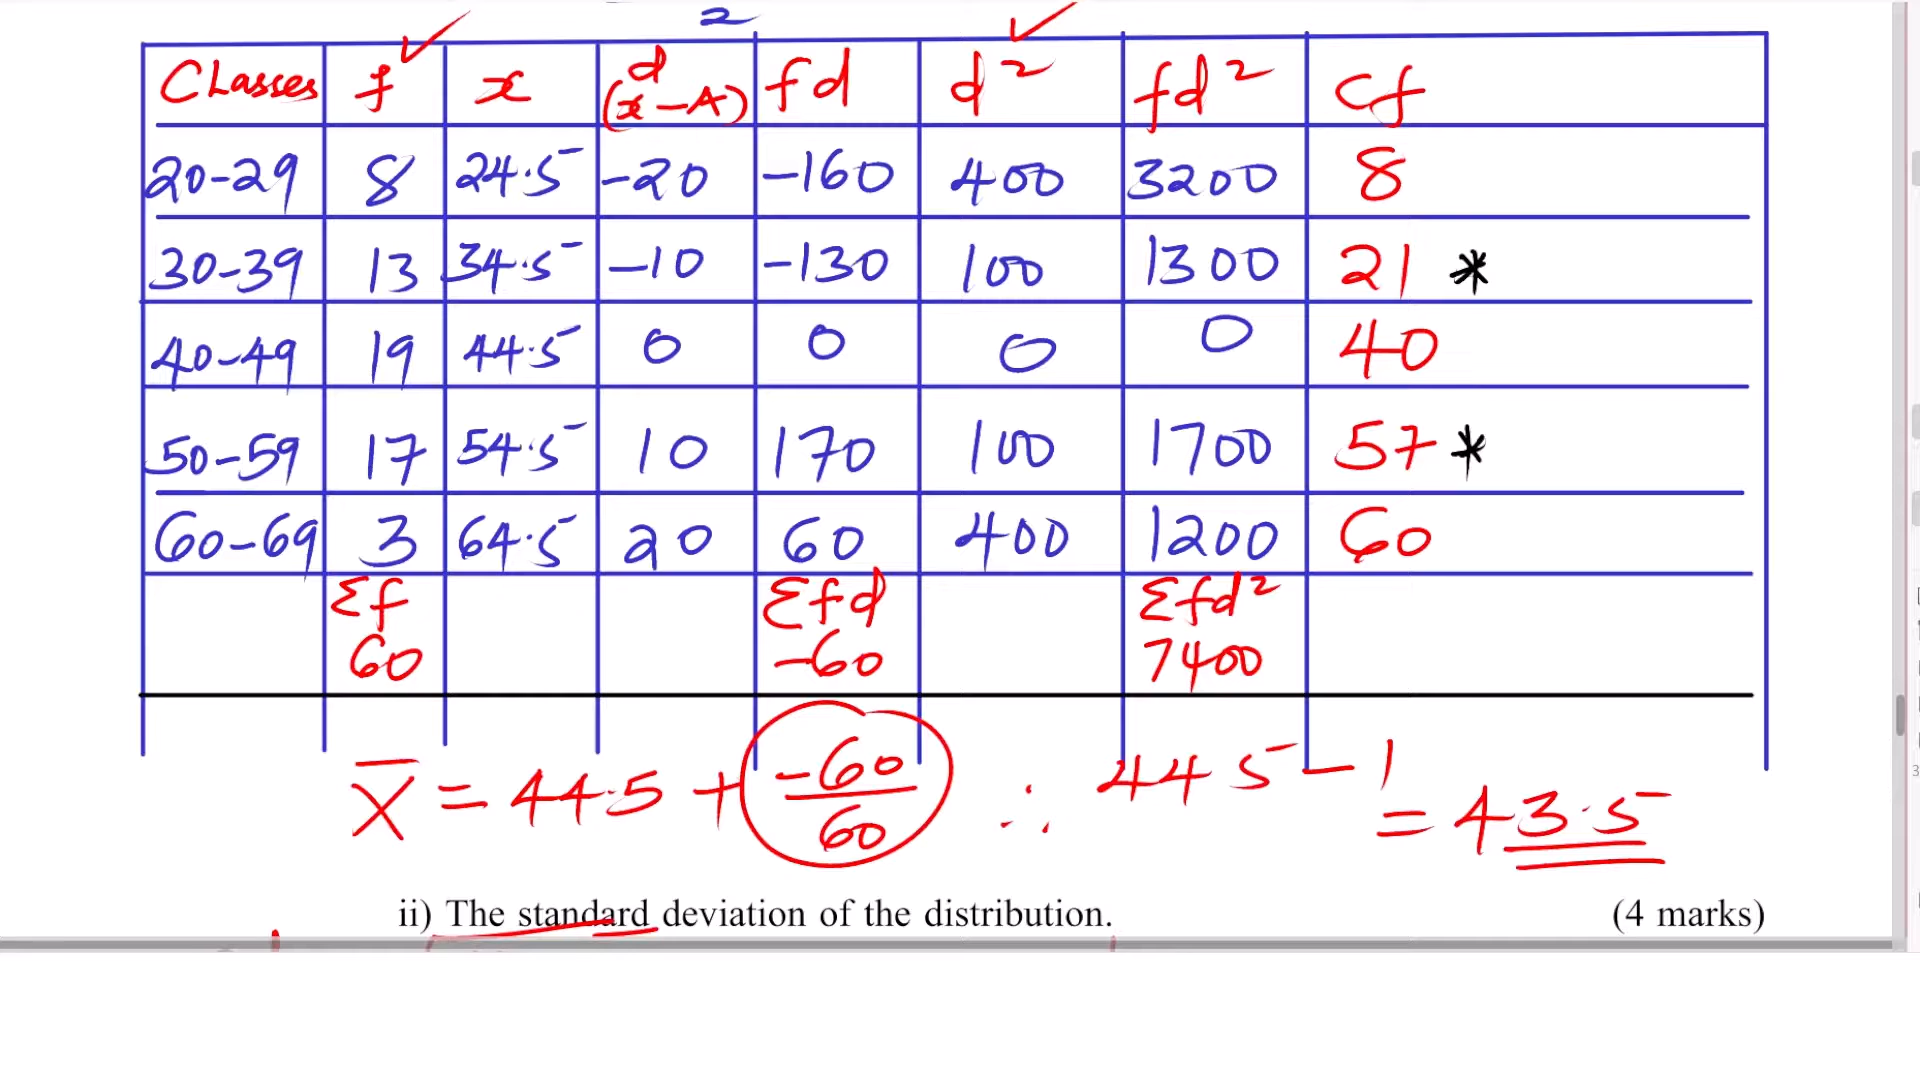 2
Classes f x d (x-A) fd d² fd² cf
20-29 8 24.5 -20 -160 400 3200 8
30-39 13 34.5 -10 -130 100 1300 21 *
40-49 19 44.5 0 0 0 0 40
50-59 17 54.5 10 170 100 1700 57 *
60-69 3 64.5 20 60 400 1200 60
Σf Σfd Σfd²
60 -60 7400
X̄ = 44.5 + -60/60 ∴ 44 5 - 1
= 43.5
ii) The standard deviation of the distribution. (4 marks)